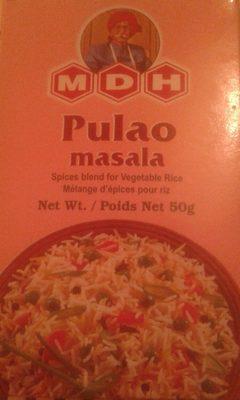 MDH
Pulao
masala
Spices blend for Vegetable Rice
Mélange d'épices pour riz
Net Wt. / Poids Net 50g